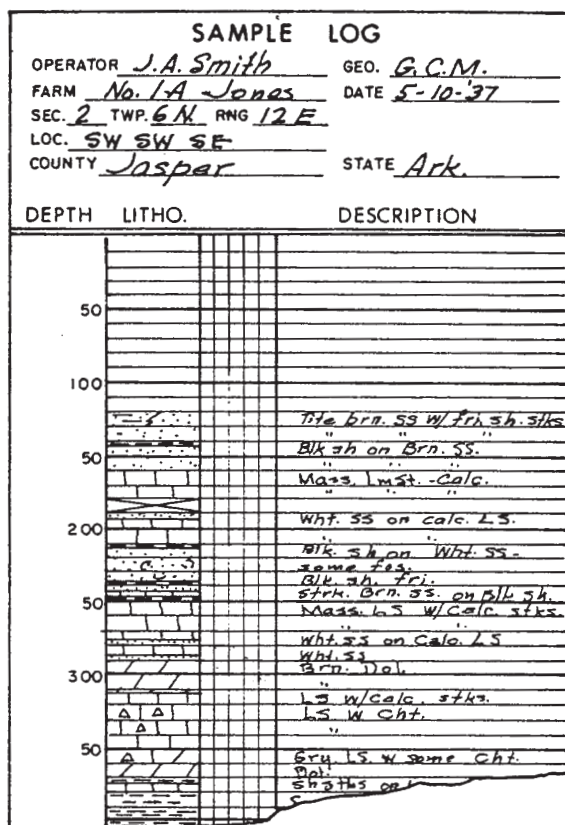 SAMPLE LOG
OPERATOR J.A. Smith GEO. G.C.M.
FARM No. 1-A Jones DATE 5-10-'37
SEC. 2 TWP. 6 N. RNG 12 E
LOC. SW SW SE
COUNTY Jasper STATE Ark.
DEPTH LITHO. DESCRIPTION
50
100
Tite brn. ss w/ fri. sh. stks
" " "
Blk sh on Brn. SS.
50
Mass. Lmst. -Calc.
" " "
Wht. SS on calc. LS.
200
" "
Blk. sh on Wht. SS-
some fos.
Blk. sh. fri.
Strk. Brn. SS. on Blk sh.
50 Mass. LS w/Calc. stks.
"
Wht. SS on Calc. LS
Wht. SS
Brn. Dol.
300 "
LS w/Calc. stks.
LS w Cht.
"
50 Gry. LS. w some Cht.
Dol.
on